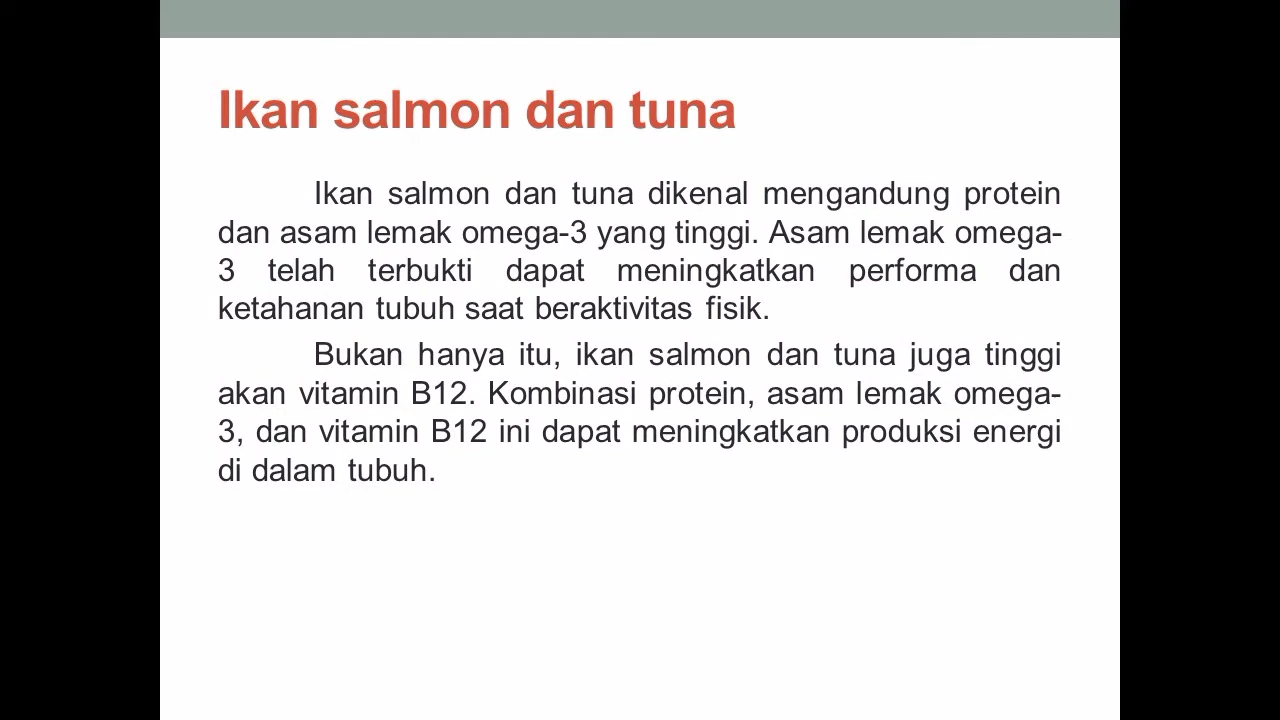 Ikan salmon dan tuna
Ikan salmon dan tuna dikenal mengandung protein
dan asam lemak omega-3 yang tinggi. Asam lemak omega-
3 telah terbukti dapat meningkatkan performa dan
ketahanan tubuh saat beraktivitas fisik.
Bukan hanya itu, ikan salmon dan tuna juga tinggi
akan vitamin B12. Kombinasi protein, asam lemak omega-
3, dan vitamin B12 ini dapat meningkatkan produksi energi
di dalam tubuh.